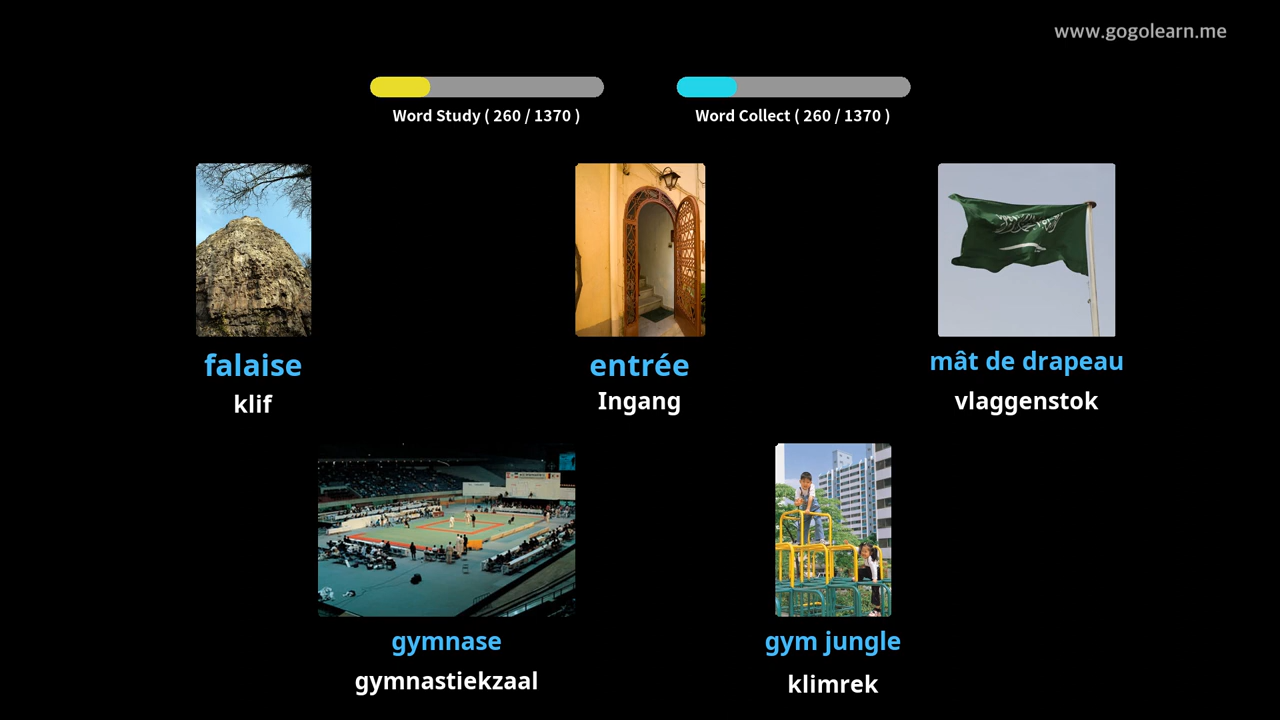 www.gogolearn.me
Word Study ( 260 / 1370 )
Word Collect ( 260 / 1370 )
falaise
klif
entrée
Ingang
mât de drapeau
vlaggenstok
gymnase
gymnastiekzaal
gym jungle
klimrek